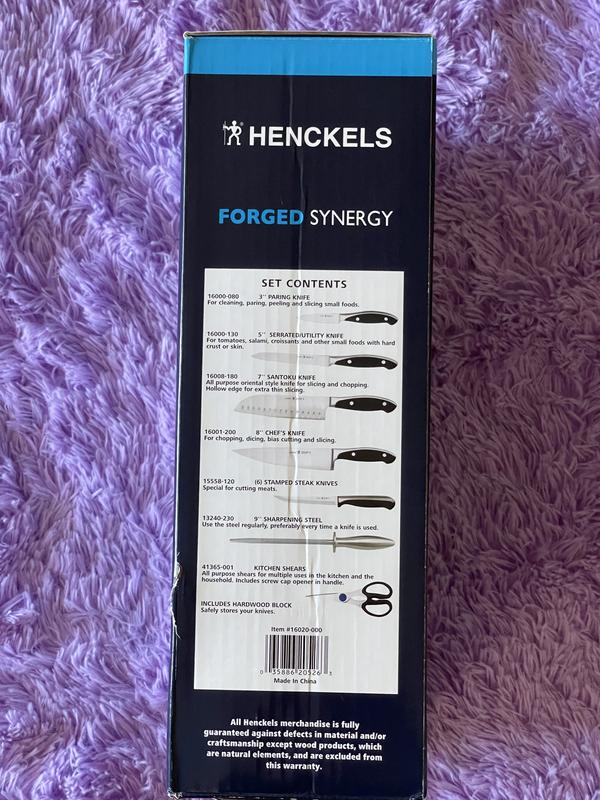 HENCKELS
FORGED SYNERGY
SET CONTENTS
16000-080 3" PARING KNIFE
For cleaning, paring, peeling and slicing small foods.
16000-130 5" SERRATED/UTILITY KNIFE
For tomatoes, salami, croissants and other small foods with hard
crust or skin.
16008-180 7" SANTOKU KNIFE
All purpose oriental style knife for slicing and chopping.
Hollow edge for extra thin slicing.
16001-200 8" CHEF'S KNIFE
For chopping, dicing, bias cutting and slicing.
15558-120 (6) STAMPED STEAK KNIVES
Special for cutting meats.
13240-230 9" SHARPENING STEEL
Use the steel regularly, preferably every time a knife is used.
41365-001 KITCHEN SHEARS
All purpose shears for multiple uses in the kitchen and the
household. Includes screw cap opener in handle.
INCLUDES HARDWOOD BLOCK
Safely stores your knives.
Item #16020-000
0 35886 20526 3
Made In China
All Henckels merchandise is fully
guaranteed against defects in material and/or
craftsmanship except wood products, which
are natural elements, and are excluded from
this warranty.